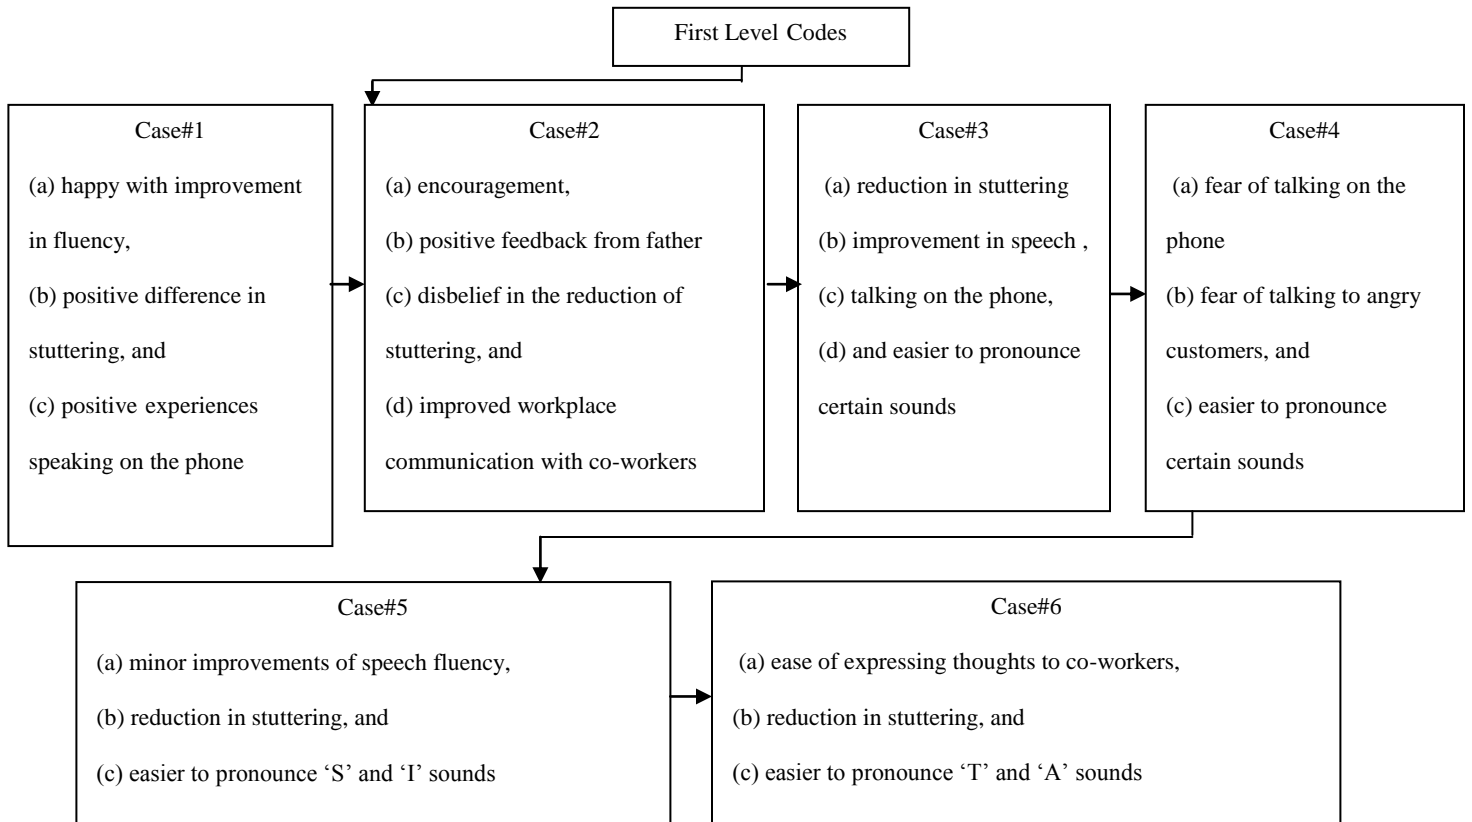 First Level Codes
Case#1
(a) happy with improvement
in fluency,
(b) positive difference in
stuttering, and
(c) positive experiences
speaking on the phone
Case#2
(a) encouragement,
(b) positive feedback from father
(c) disbelief in the reduction of
stuttering, and
(d) improved workplace
communication with co-workers
Case#3
(a) reduction in stuttering
(b) improvement in speech ,
(c) talking on the phone,
(d) and easier to pronounce
certain sounds
Case#4
(a) fear of talking on the
phone
(b) fear of talking to angry
customers, and
(c) easier to pronounce
certain sounds
Case#5
(a) minor improvements of speech fluency,
(b) reduction in stuttering, and
(c) easier to pronounce ‘S’ and ‘I’ sounds
Case#6
(a) ease of expressing thoughts to co-workers,
(b) reduction in stuttering, and
(c) easier to pronounce ‘T’ and ‘A’ sounds